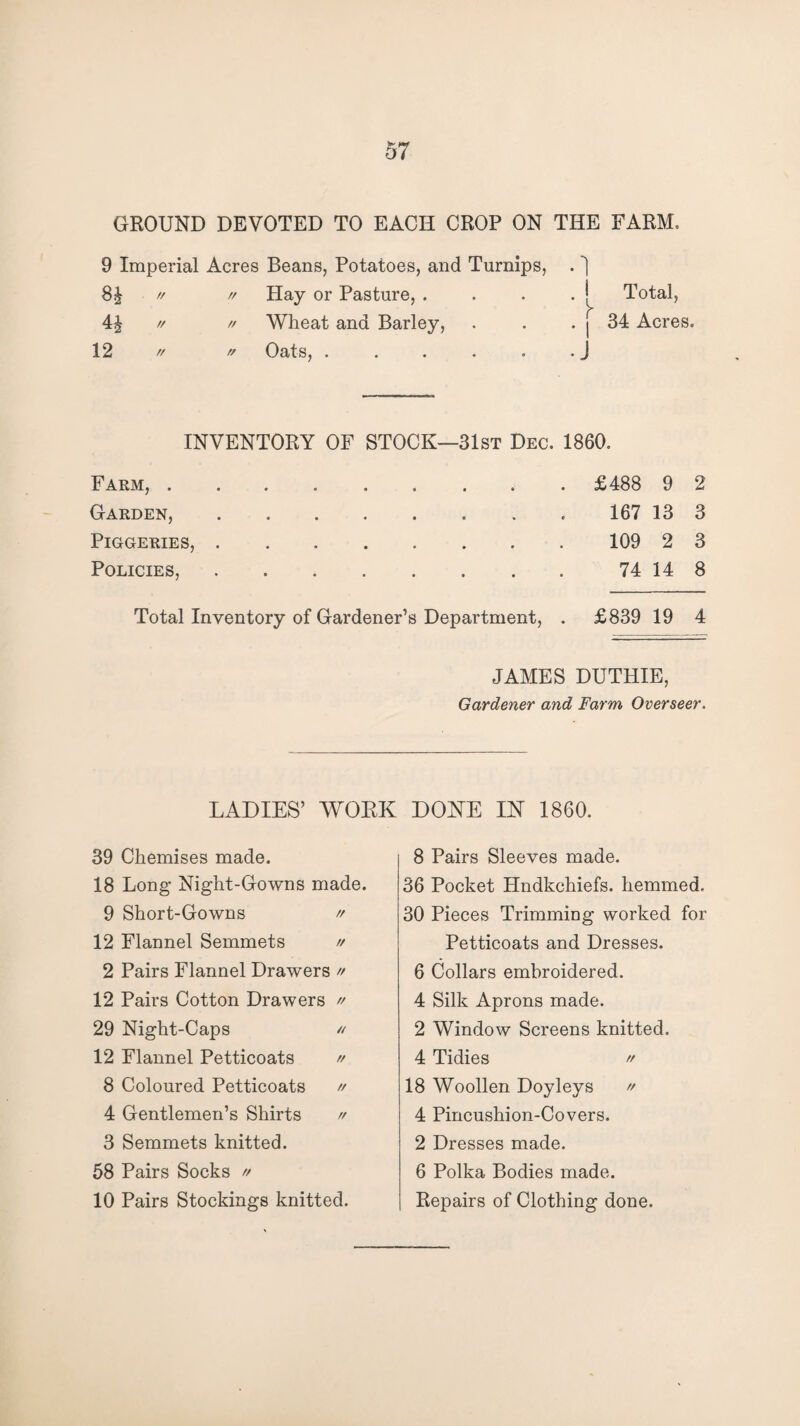 57
GROUND DEVOTED TO EACH CROP ON THE FARM.
9 Imperial Acres Beans, Potatoes, and Turnips, .
8½ " " Hay or Pasture, . . . . Total,
4½ " " Wheat and Barley, . . . 34 Acres.
12 " " Oats, . . . . . .
INVENTORY OF STOCK—31ST DEC. 1860.
FARM, . . . . . . . . . £488 9 2
GARDEN, . . . . . . . . 167 13 3
PIGGERIES, . . . . . . . . 109 2 3
POLICIES, . . . . . . . . 74 14 8
Total Inventory of Gardener's Department, . £839 19 4
JAMES DUTHIE,
Gardener and Farm Overseer.
LADIES' WORK DONE IN 1860.
39 Chemises made.
18 Long Night-Gowns made.
9 Short-Gowns "
12 Flannel Semmets "
2 Pairs Flannel Drawers "
12 Pairs Cotton Drawers "
29 Night-Caps "
12 Flannel Petticoats "
8 Coloured Petticoats "
4 Gentlemen's Shirts "
3 Semmets knitted.
58 Pairs Socks "
10 Pairs Stockings knitted.
8 Pairs Sleeves made.
36 Pocket Hndkchiefs. hemmed.
30 Pieces Trimming worked for
Petticoats and Dresses.
6 Collars embroidered.
4 Silk Aprons made.
2 Window Screens knitted.
4 Tidies "
18 Woollen Doyleys "
4 Pincushion-Covers.
2 Dresses made.
6 Polka Bodies made.
Repairs of Clothing done.